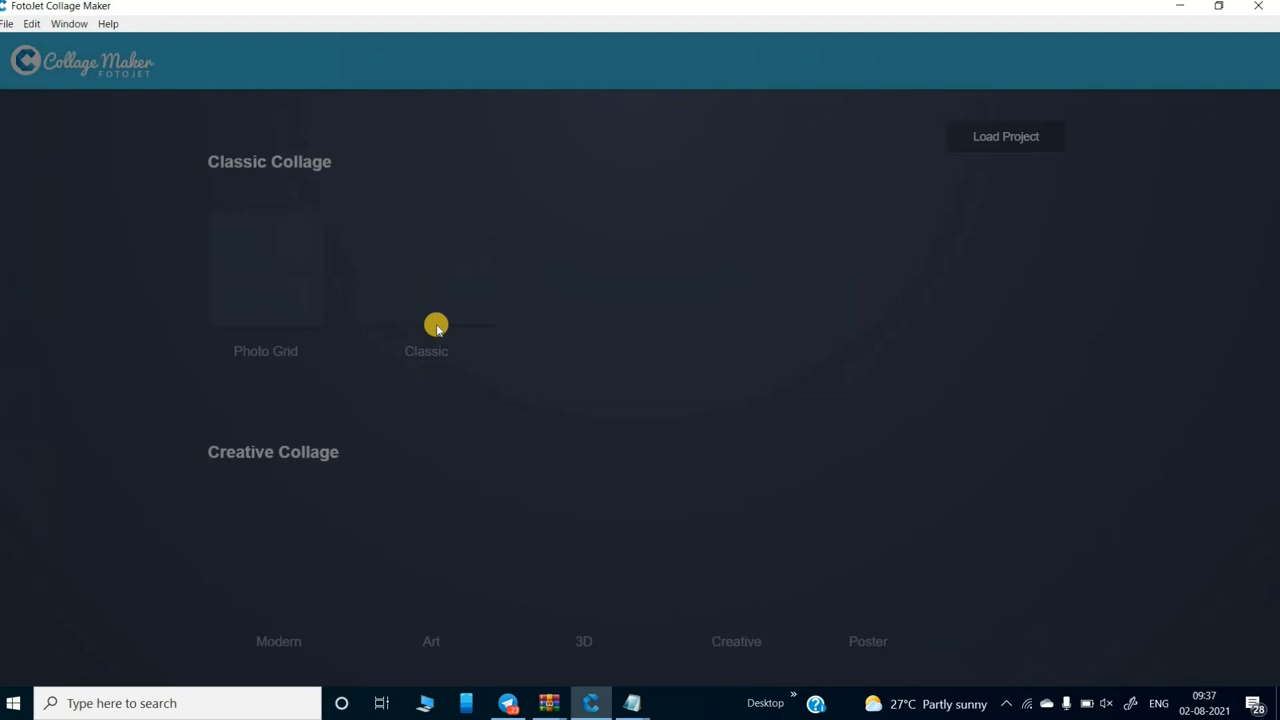 FotoJet Collage Maker
File Edit Window Help
Collage Maker
FOTOJET
Load Project
Classic Collage
Photo Grid Classic
Creative Collage
Modern Art 3D Creative Poster
Type here to search
23
Desktop
»
27°C Partly sunny
ENG
09:37
02-08-2021
28